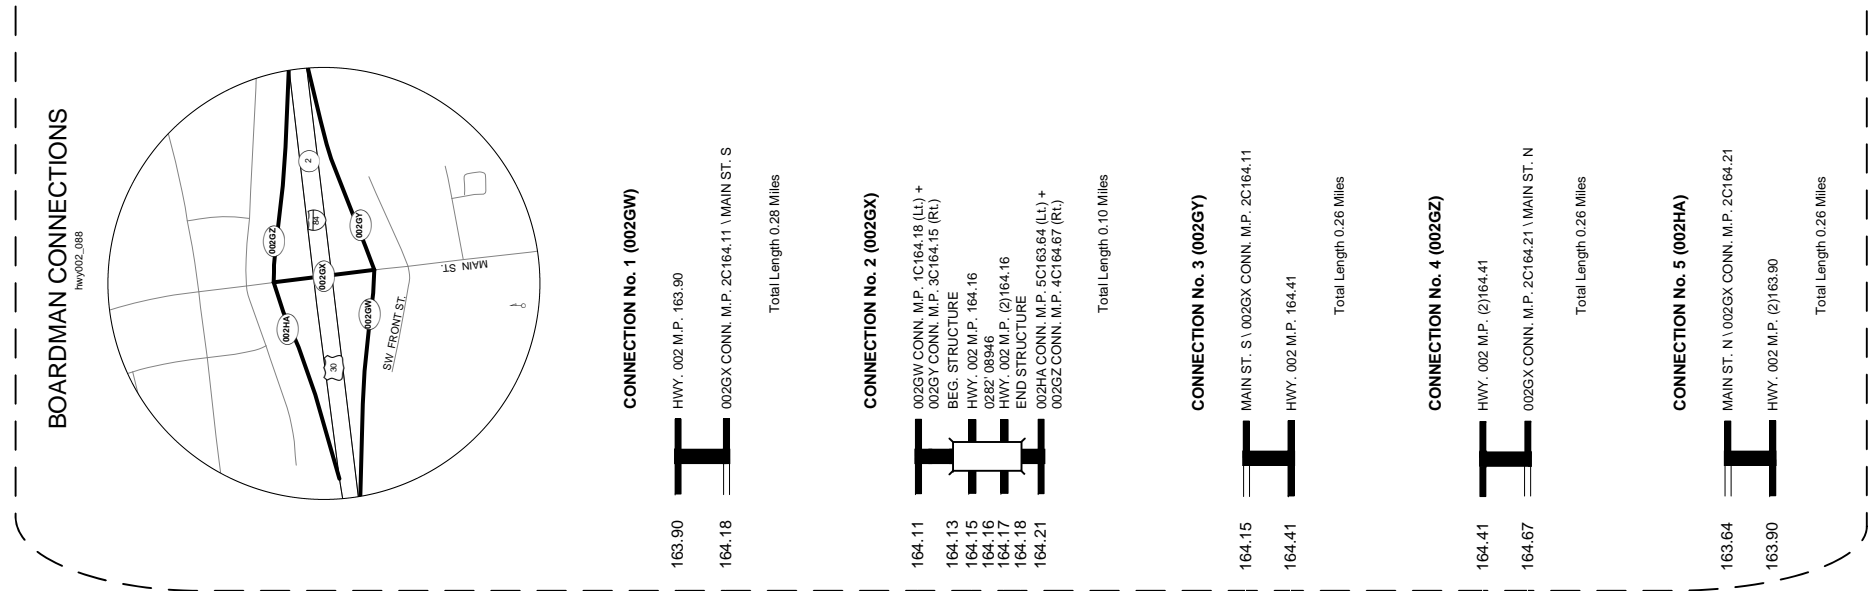 BOARDMAN CONNECTIONS
hwy002_088
002GZ
2
84
002GY
002GX
002HA
002GW
30
MAIN ST.
SW FRONT ST.
CONNECTION No. 1 (002GW)
163.90 HWY. 002 M.P. 163.90
164.18 002GX CONN. M.P. 2C164.11 \ MAIN ST. S
Total Length 0.28 Miles
CONNECTION No. 2 (002GX)
164.11 002GW CONN. M.P. 1C164.18 (Lt.) +
002GY CONN. M.P. 3C164.15 (Rt.)
164.13 BEG. STRUCTURE
164.15 HWY. 002 M.P. 164.16
164.16 0282' 08946
164.17 HWY. 002 M.P. (2)164.16
164.18 END STRUCTURE
164.21 002HA CONN. M.P. 5C163.64 (Lt.) +
002GZ CONN. M.P. 4C164.67 (Rt.)
Total Length 0.10 Miles
CONNECTION No. 3 (002GY)
164.15 MAIN ST. S \ 002GX CONN. M.P. 2C164.11
164.41 HWY. 002 M.P. 164.41
Total Length 0.26 Miles
CONNECTION No. 4 (002GZ)
164.41 HWY. 002 M.P. (2)164.41
164.67 002GX CONN. M.P. 2C164.21 \ MAIN ST. N
Total Length 0.26 Miles
CONNECTION No. 5 (002HA)
163.64 MAIN ST. N \ 002GX CONN. M.P. 2C164.21
163.90 HWY. 002 M.P. (2)163.90
Total Length 0.26 Miles